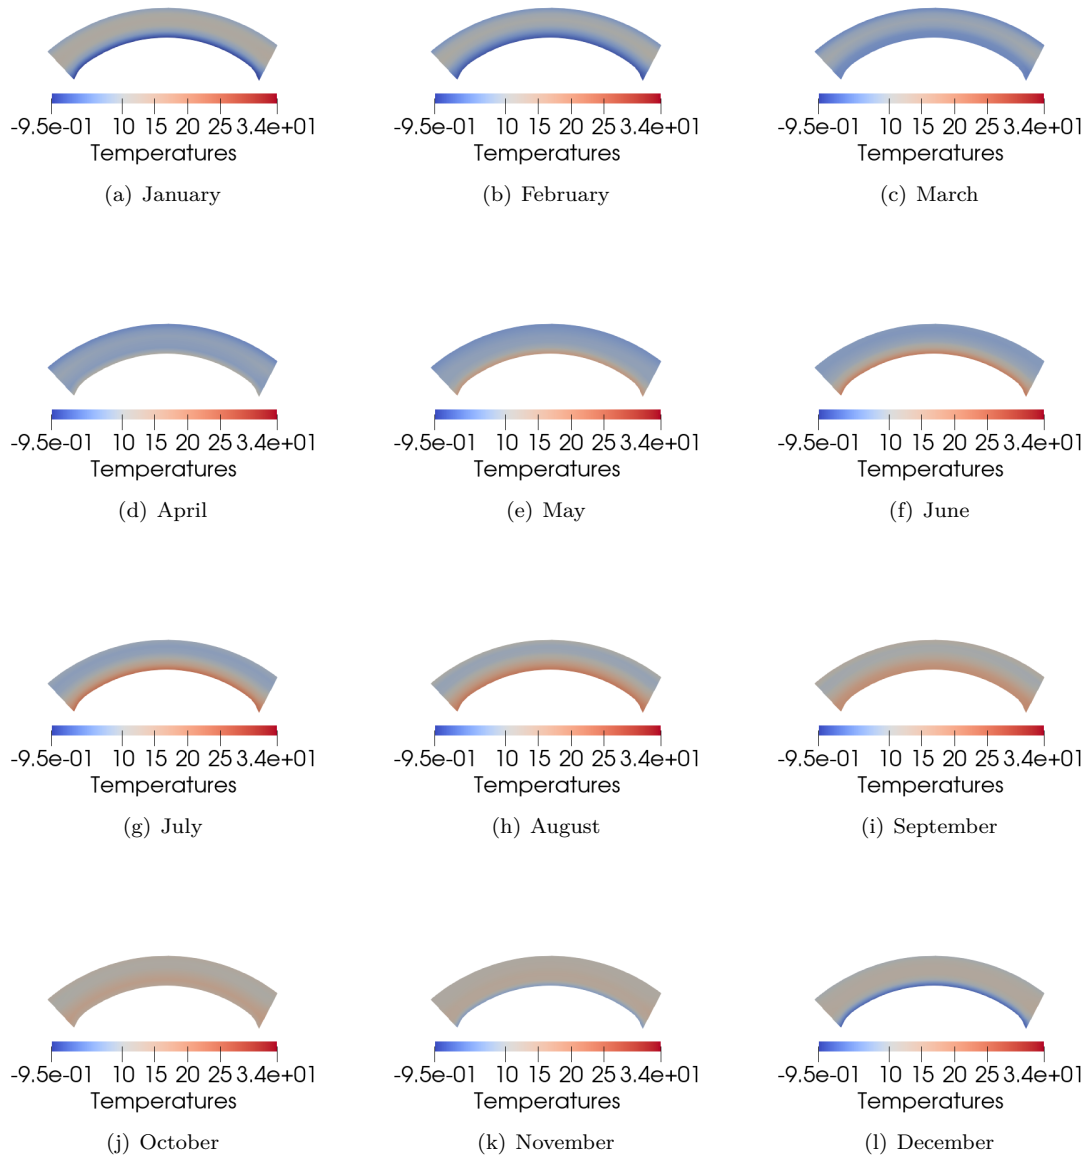 -9.5e-01 10 15 20 25 3.4e+01 -9.5e-01 10 15 20 25 3.4e+01 -9.5e-01 10 15 20 25 3.4e+01
Temperatures Temperatures Temperatures
(a) January (b) February (c) March
-9.5e-01 10 15 20 25 3.4e+01 -9.5e-01 10 15 20 25 3.4e+01 -9.5e-01 10 15 20 25 3.4e+01
Temperatures Temperatures Temperatures
(d) April (e) May (f) June
-9.5e-01 10 15 20 25 3.4e+01 -9.5e-01 10 15 20 25 3.4e+01 -9.5e-01 10 15 20 25 3.4e+01
Temperatures Temperatures Temperatures
(g) July (h) August (i) September
-9.5e-01 10 15 20 25 3.4e+01 -9.5e-01 10 15 20 25 3.4e+01 -9.5e-01 10 15 20 25 3.4e+01
Temperatures Temperatures Temperatures
(j) October (k) November (l) December